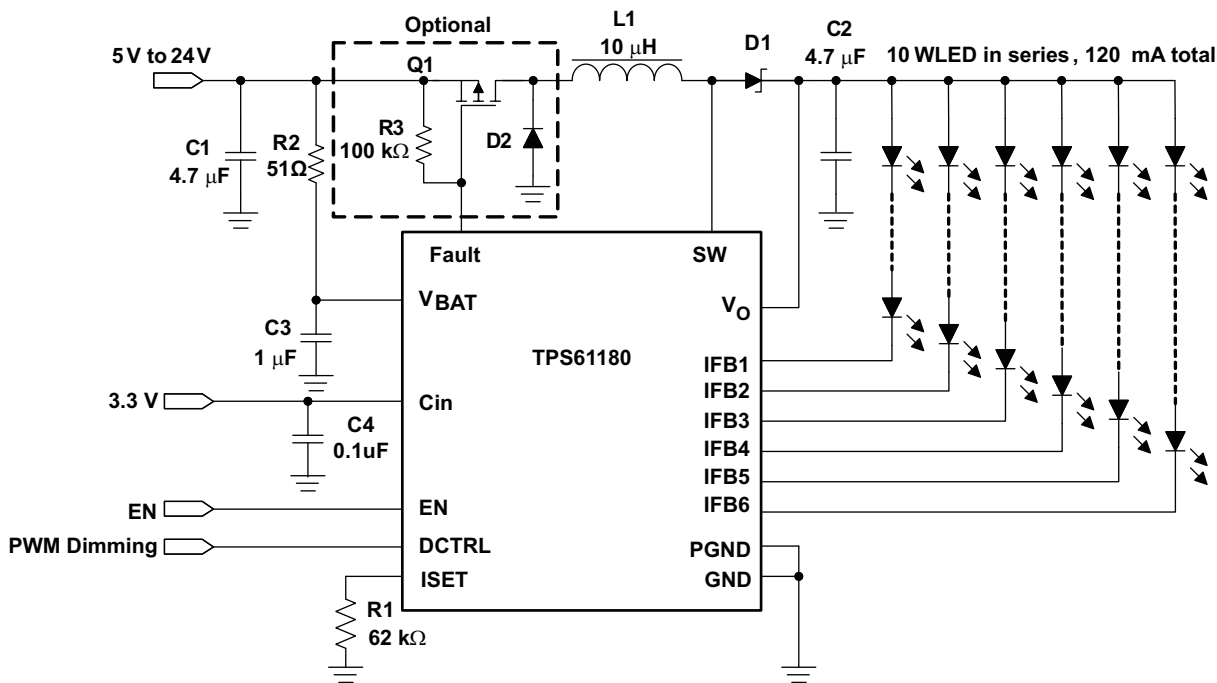 Optional
L1
10 μH
D1
C2
4.7 μF
5 V to 24 V
Q1
10 WLED in series , 120 mA total
C1
4.7 μF
R2
51Ω
R3
100 kΩ
D2
Fault
SW
VBAT
VO
C3
1 μF
TPS61180
IFB1
IFB2
IFB3
IFB4
IFB5
IFB6
3.3 V
Cin
C4
0.1uF
EN
EN
PWM Dimming
DCTRL
PGND
ISET
GND
R1
62 kΩ